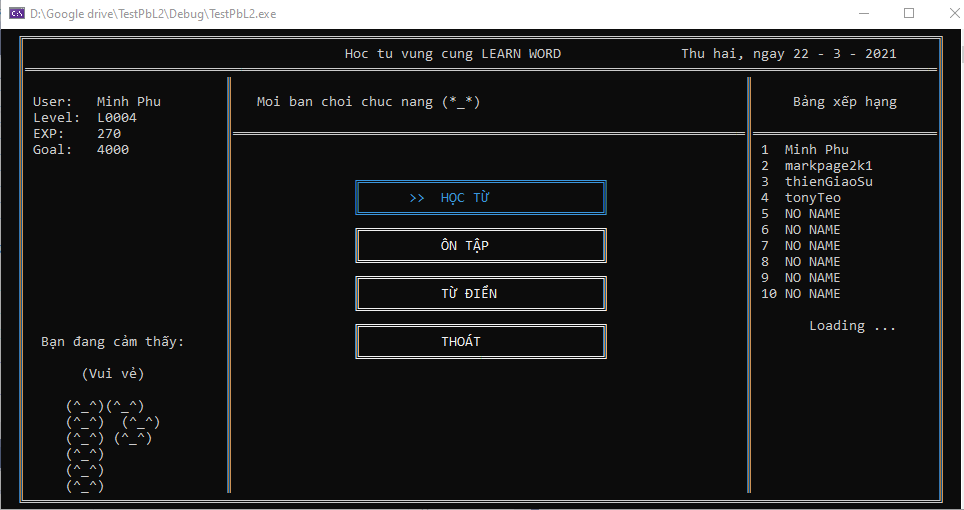 D:\Google drive\TestPbL2\Debug\TestPbL2.exe
Hoc tu vung cung LEARN WORD
Thu hai, ngay 22 - 3 - 2021
User: Minh Phu
Level: L0004
EXP: 270
Goal: 4000
Bạn đang cảm thấy:
(Vui vẻ)
(^_^)(^_^)
(^_^) (^_^)
(^_^) (^_^)
(^_^)
(^_^)
(^_^)
Moi ban choi chuc nang (*_*)
>> HỌC TỪ
ÔN TẬP
TỪ ĐIỂN
THOÁT
Bảng xếp hạng
1 Minh Phu
2 markpage2k1
3 thienGiaoSu
4 tonyTeo
5 NO NAME
6 NO NAME
7 NO NAME
8 NO NAME
9 NO NAME
10 NO NAME
Loading ...